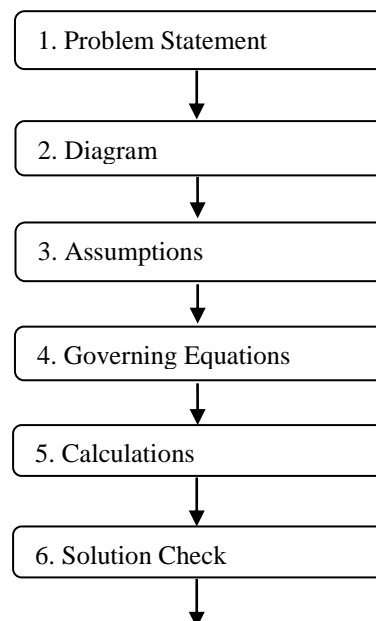 1. Problem Statement
2. Diagram
3. Assumptions
4. Governing Equations
5. Calculations
6. Solution Check